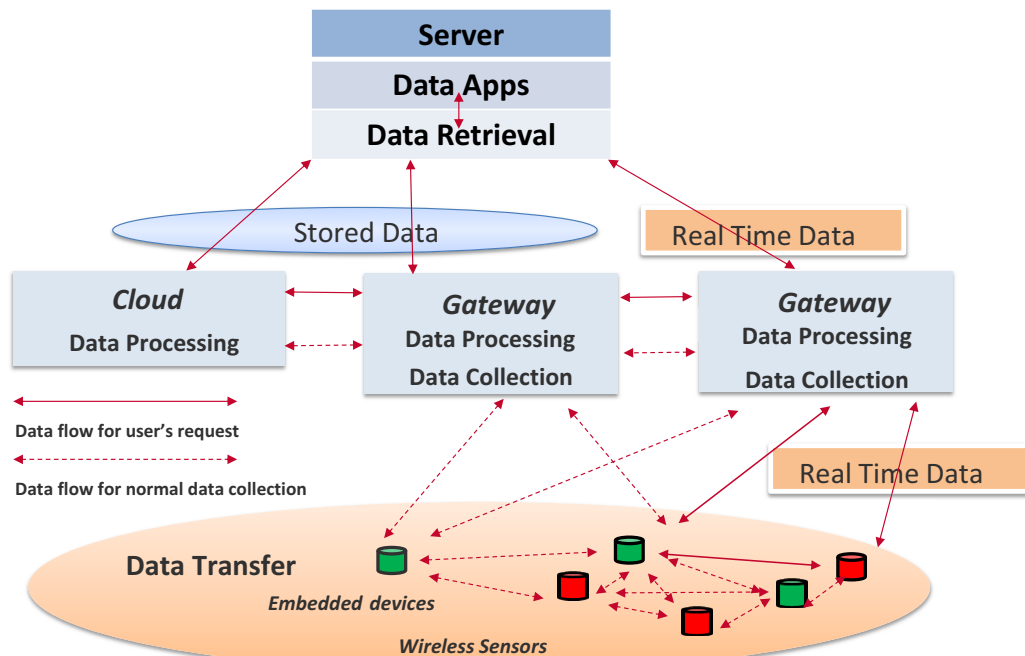 Server
Data Apps
Data Retrieval
Stored Data
Real Time Data
Cloud
Data Processing
Gateway
Data Processing
Data Collection
Gateway
Data Processing
Data Collection
Data flow for user's request
Data flow for normal data collection
Real Time Data
Data Transfer
Embedded devices
Wireless Sensors